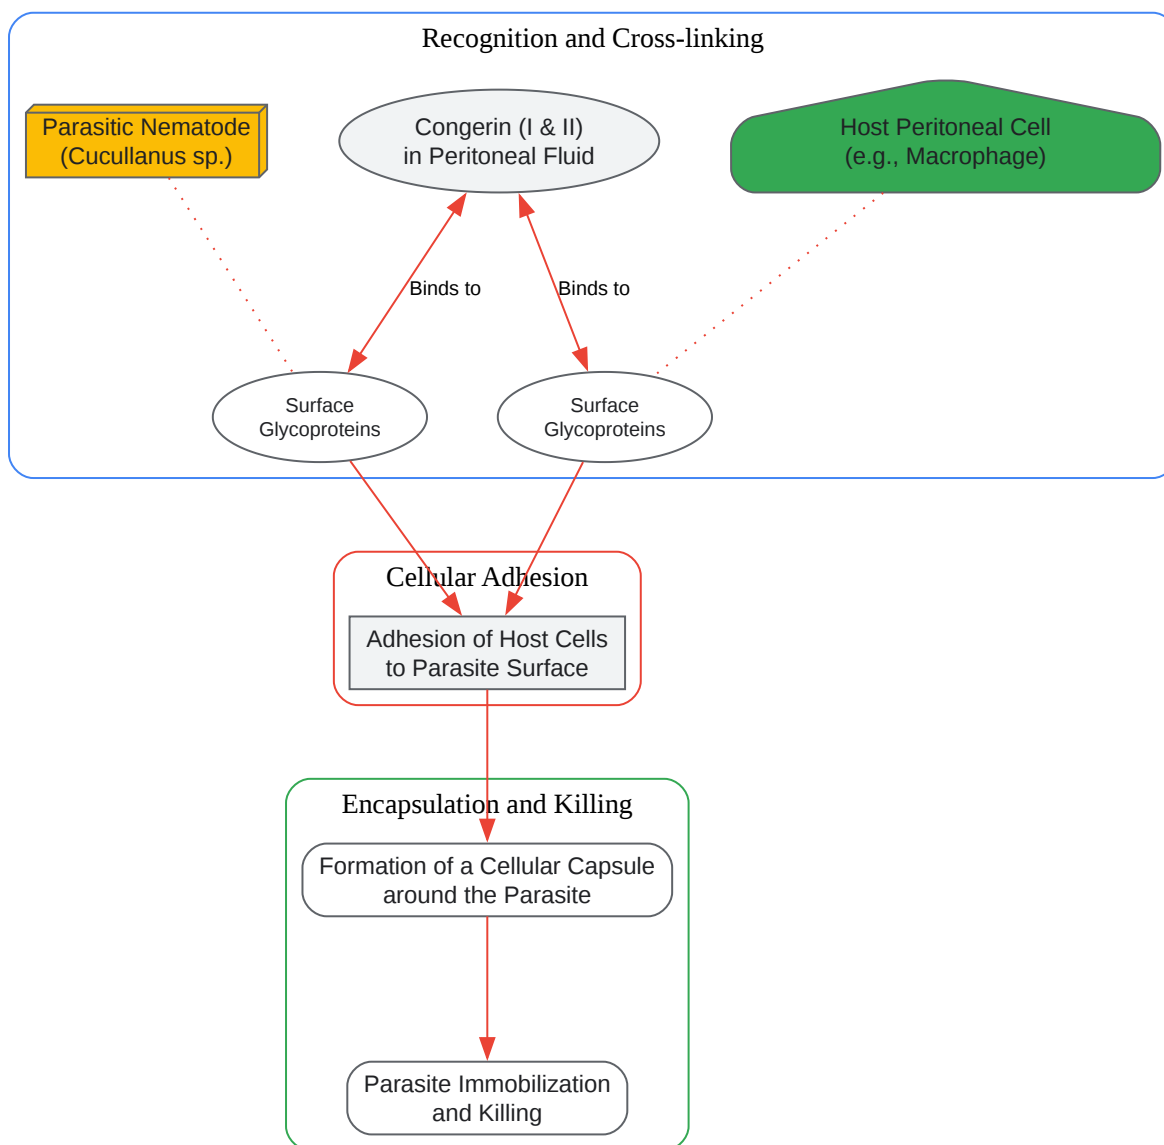 Recognition and Cross-linking
Parasitic Nematode
(Cucullanus sp.)
Congerin (I & II)
in Peritoneal Fluid
Host Peritoneal Cell
(e.g., Macrophage)
Binds to
Binds to
Surface
Glycoproteins
Surface
Glycoproteins
Cellular Adhesion
Adhesion of Host Cells
to Parasite Surface
Encapsulation and Killing
Formation of a Cellular Capsule
around the Parasite
Parasite Immobilization
and Killing